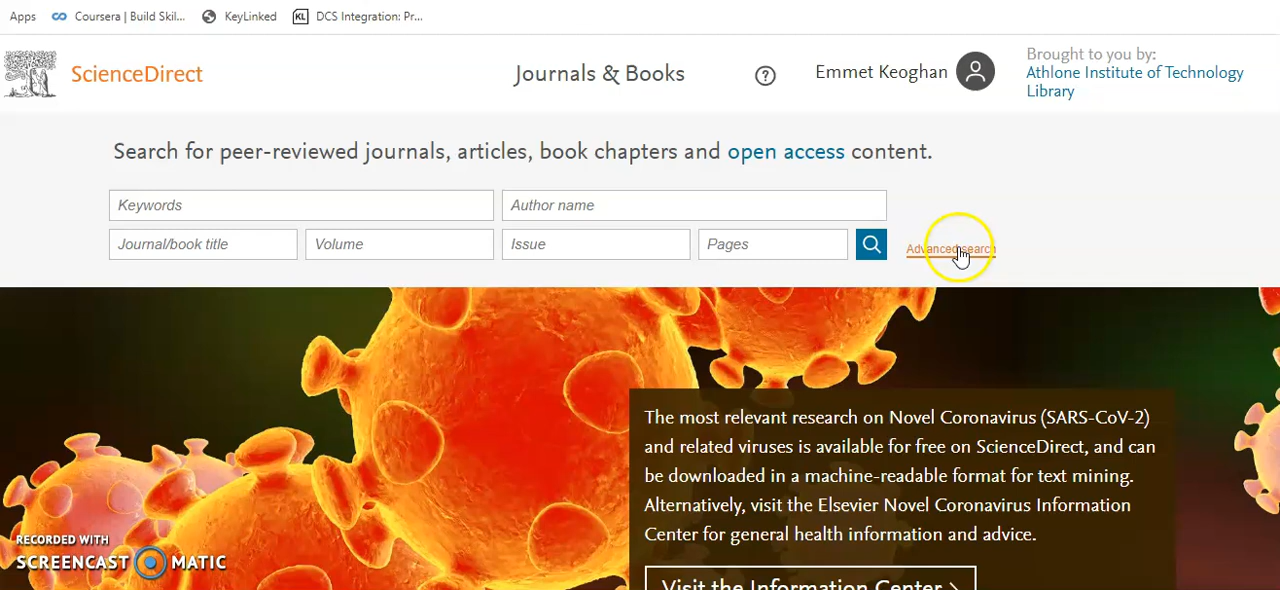 Apps Coursera | Build Skil... KeyLinked KL DCS Integration: Pr...
ScienceDirect
Journals & Books
?
Emmet Keoghan
Brought to you by:
Athlone Institute of Technology
Library
Search for peer-reviewed journals, articles, book chapters and open access content.
Keywords Author name
Journal/book title Volume Issue Pages Advanced search
The most relevant research on Novel Coronavirus (SARS-CoV-2)
and related viruses is available for free on ScienceDirect, and can
be downloaded in a machine-readable format for text mining.
Alternatively, visit the Elsevier Novel Coronavirus Information
Center for general health information and advice.
Visit the Information Center >
RECORDED WITH
SCREENCAST MATIC